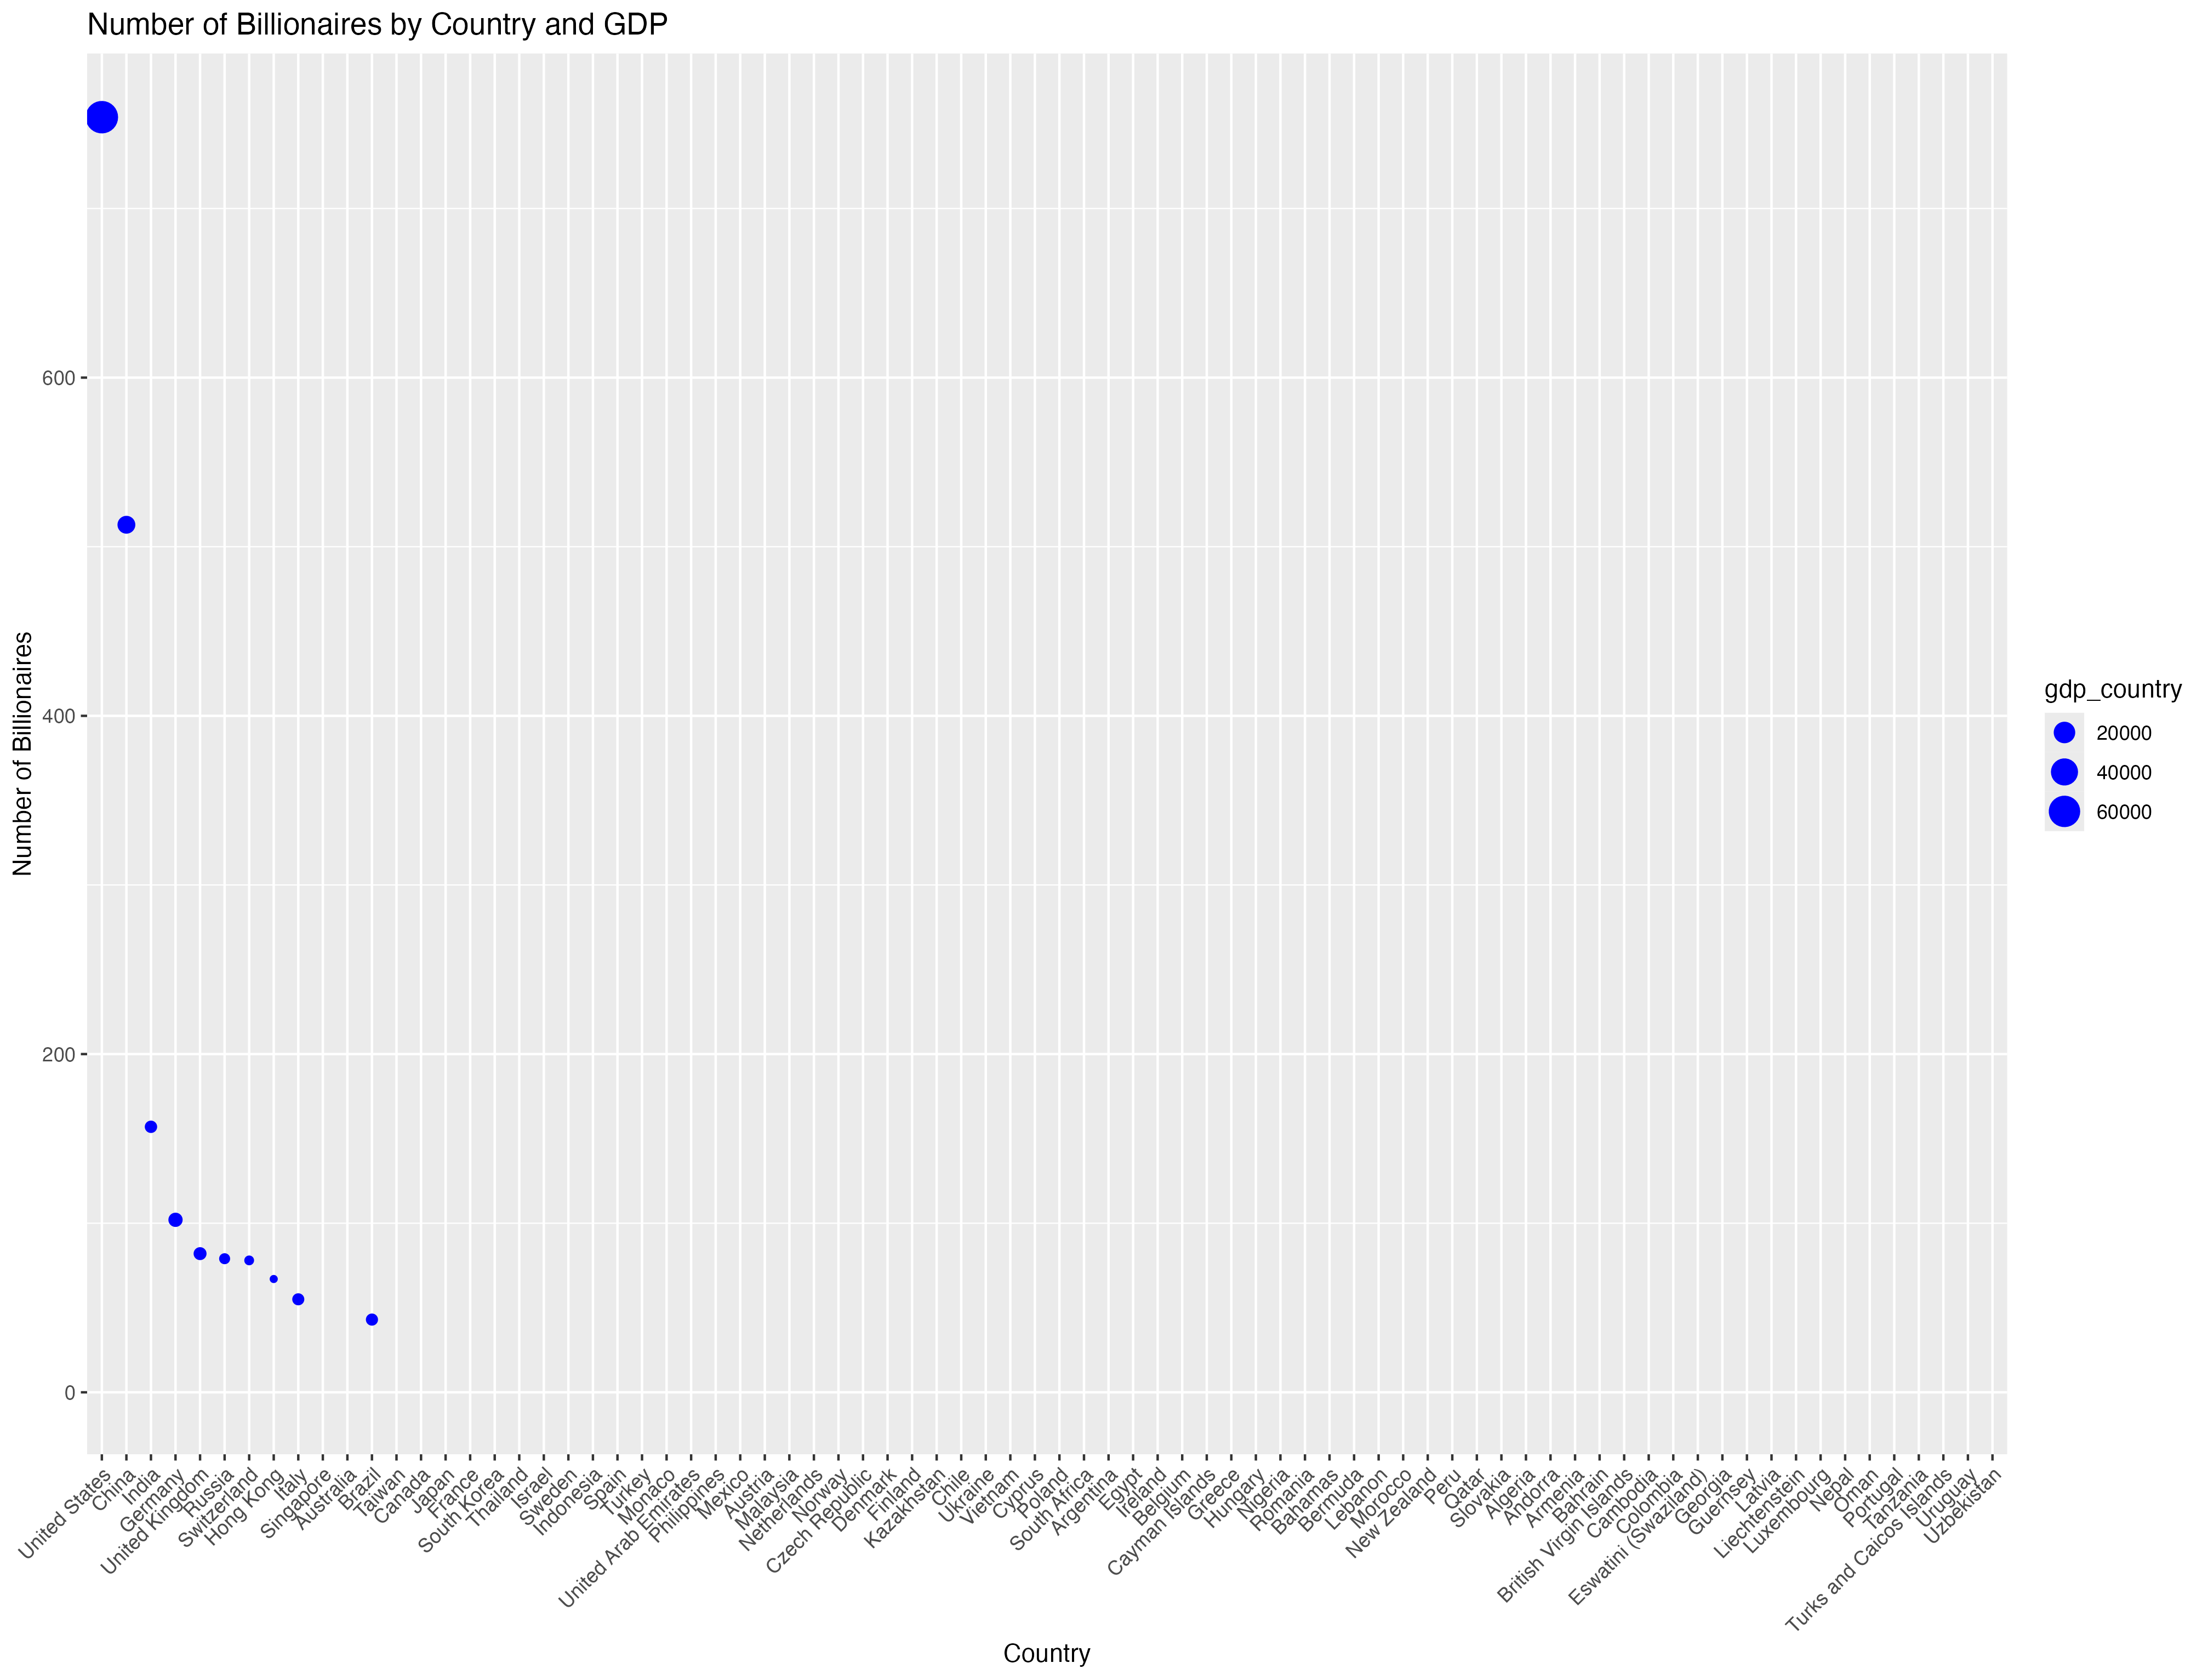 Number of Billionaires by Country and GDP
Number of Billionaires
600
400
200
0
United States
China
India
Germany
United Kingdom
Russia
Switzerland
Hong Kong
Italy
Singapore
Australia
Brazil
Taiwan
Canada
Japan
France
South Korea
Thailand
Israel
Sweden
Indonesia
Spain
Turkey
Monaco
United Arab Emirates
Philippines
Mexico
Austria
Malaysia
Netherlands
Norway
Czech Republic
Denmark
Finland
Kazakhstan
Chile
Ukraine
Vietnam
Cyprus
Poland
South Africa
Argentina
Egypt
Ireland
Belgium
Cayman Islands
Greece
Hungary
Nigeria
Romania
Bahamas
Bermuda
Lebanon
Morocco
New Zealand
Peru
Qatar
Slovakia
Algeria
Andorra
Armenia
Bahrain
British Virgin Islands
Cambodia
Colombia
Eswatini (Swaziland)
Georgia
Guernsey
Latvia
Liechtenstein
Luxembourg
Nepal
Oman
Portugal
Tanzania
Turks and Caicos Islands
Uruguay
Uzbekistan
Country
gdp_country
20000
40000
60000